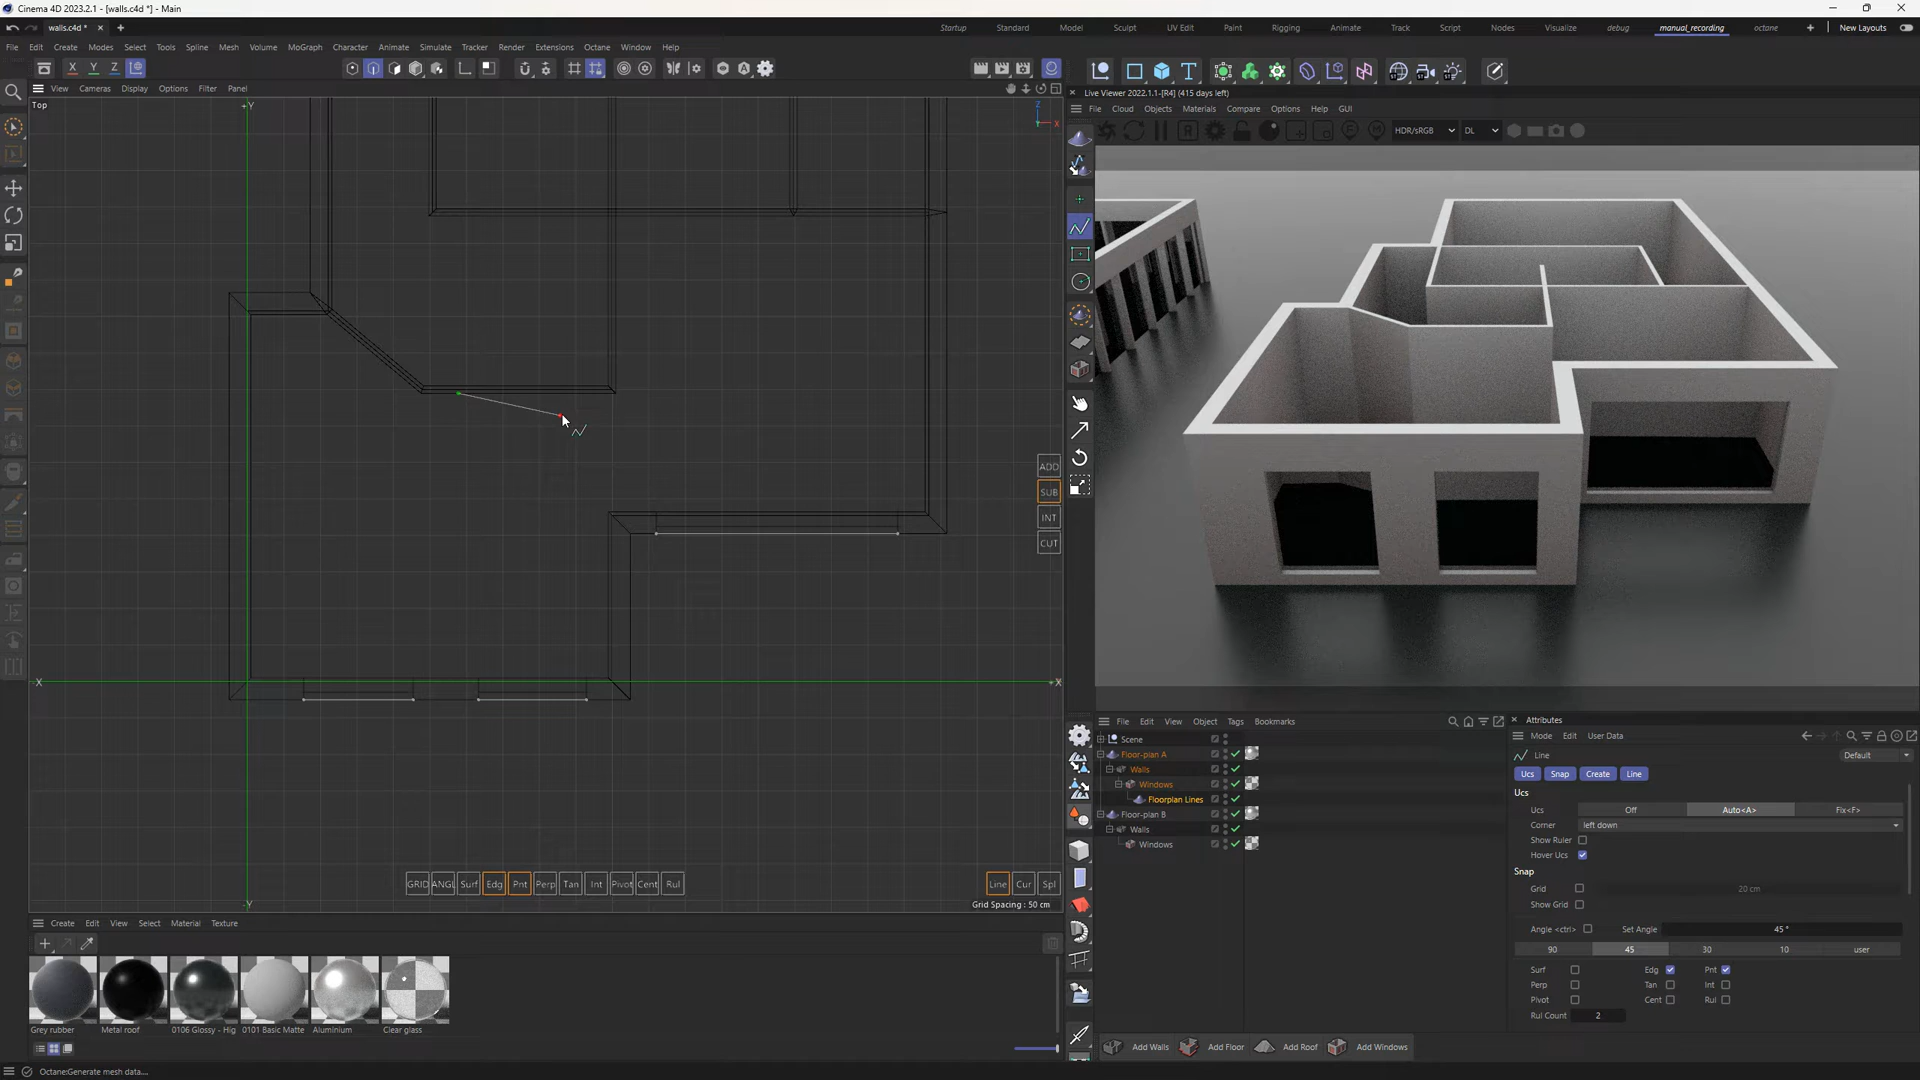 Cinema 4D 2023.2.1 - [walls.c4d *] - Main
walls.c4d *
Startup Standard Model Sculpt UV Edit Paint Rigging Animate Track Script Nodes Visualize debug manual_recording octane New Layouts
File Edit Create Modes Select Tools Spline Mesh Volume MoGraph Character Animate Simulate Tracker Render Extensions Octane Window Help
X Y Z
View Cameras Display Options Filter Panel
Live Viewer 2022.1.1-[R4] (415 days left)
Top
+Y
Z
X
Y
File Cloud Objects Materials Compare Options Help GUI
HDR/sRGB DL
ADD
SUB
INT
CUT
-X
+X
GRID ANGL Surf Edg Pnt Perp Tan Int Pivot Cent Rul
Line Cur Spl
-Y
Grid Spacing : 50 cm
File Edit View Object Tags Bookmarks
Scene
Floor-plan A
Walls
Windows
Floorplan Lines
Floor-plan B
Walls
Windows
Attributes
Mode Edit User Data
Line
Default
Ucs Snap Create Line
Ucs
Ucs Off Auto<A> Fix<F>
Corner left down
Show Ruler
Hover Ucs
Snap
Grid 20 cm
Show Grid
Angle <ctrl> Set Angle 45 °
90 45 30 10 user
Surf Edg Pnt
Perp Tan Int
Pivot Cent Rul
Rul Count 2
File Edit View Select Material Texture
Grey rubber Metal roof 0106 Glossy - Hig 0101 Basic Matte Aluminium Clear glass
Add Walls Add Floor Add Roof Add Windows
Octane:Generate mesh data....